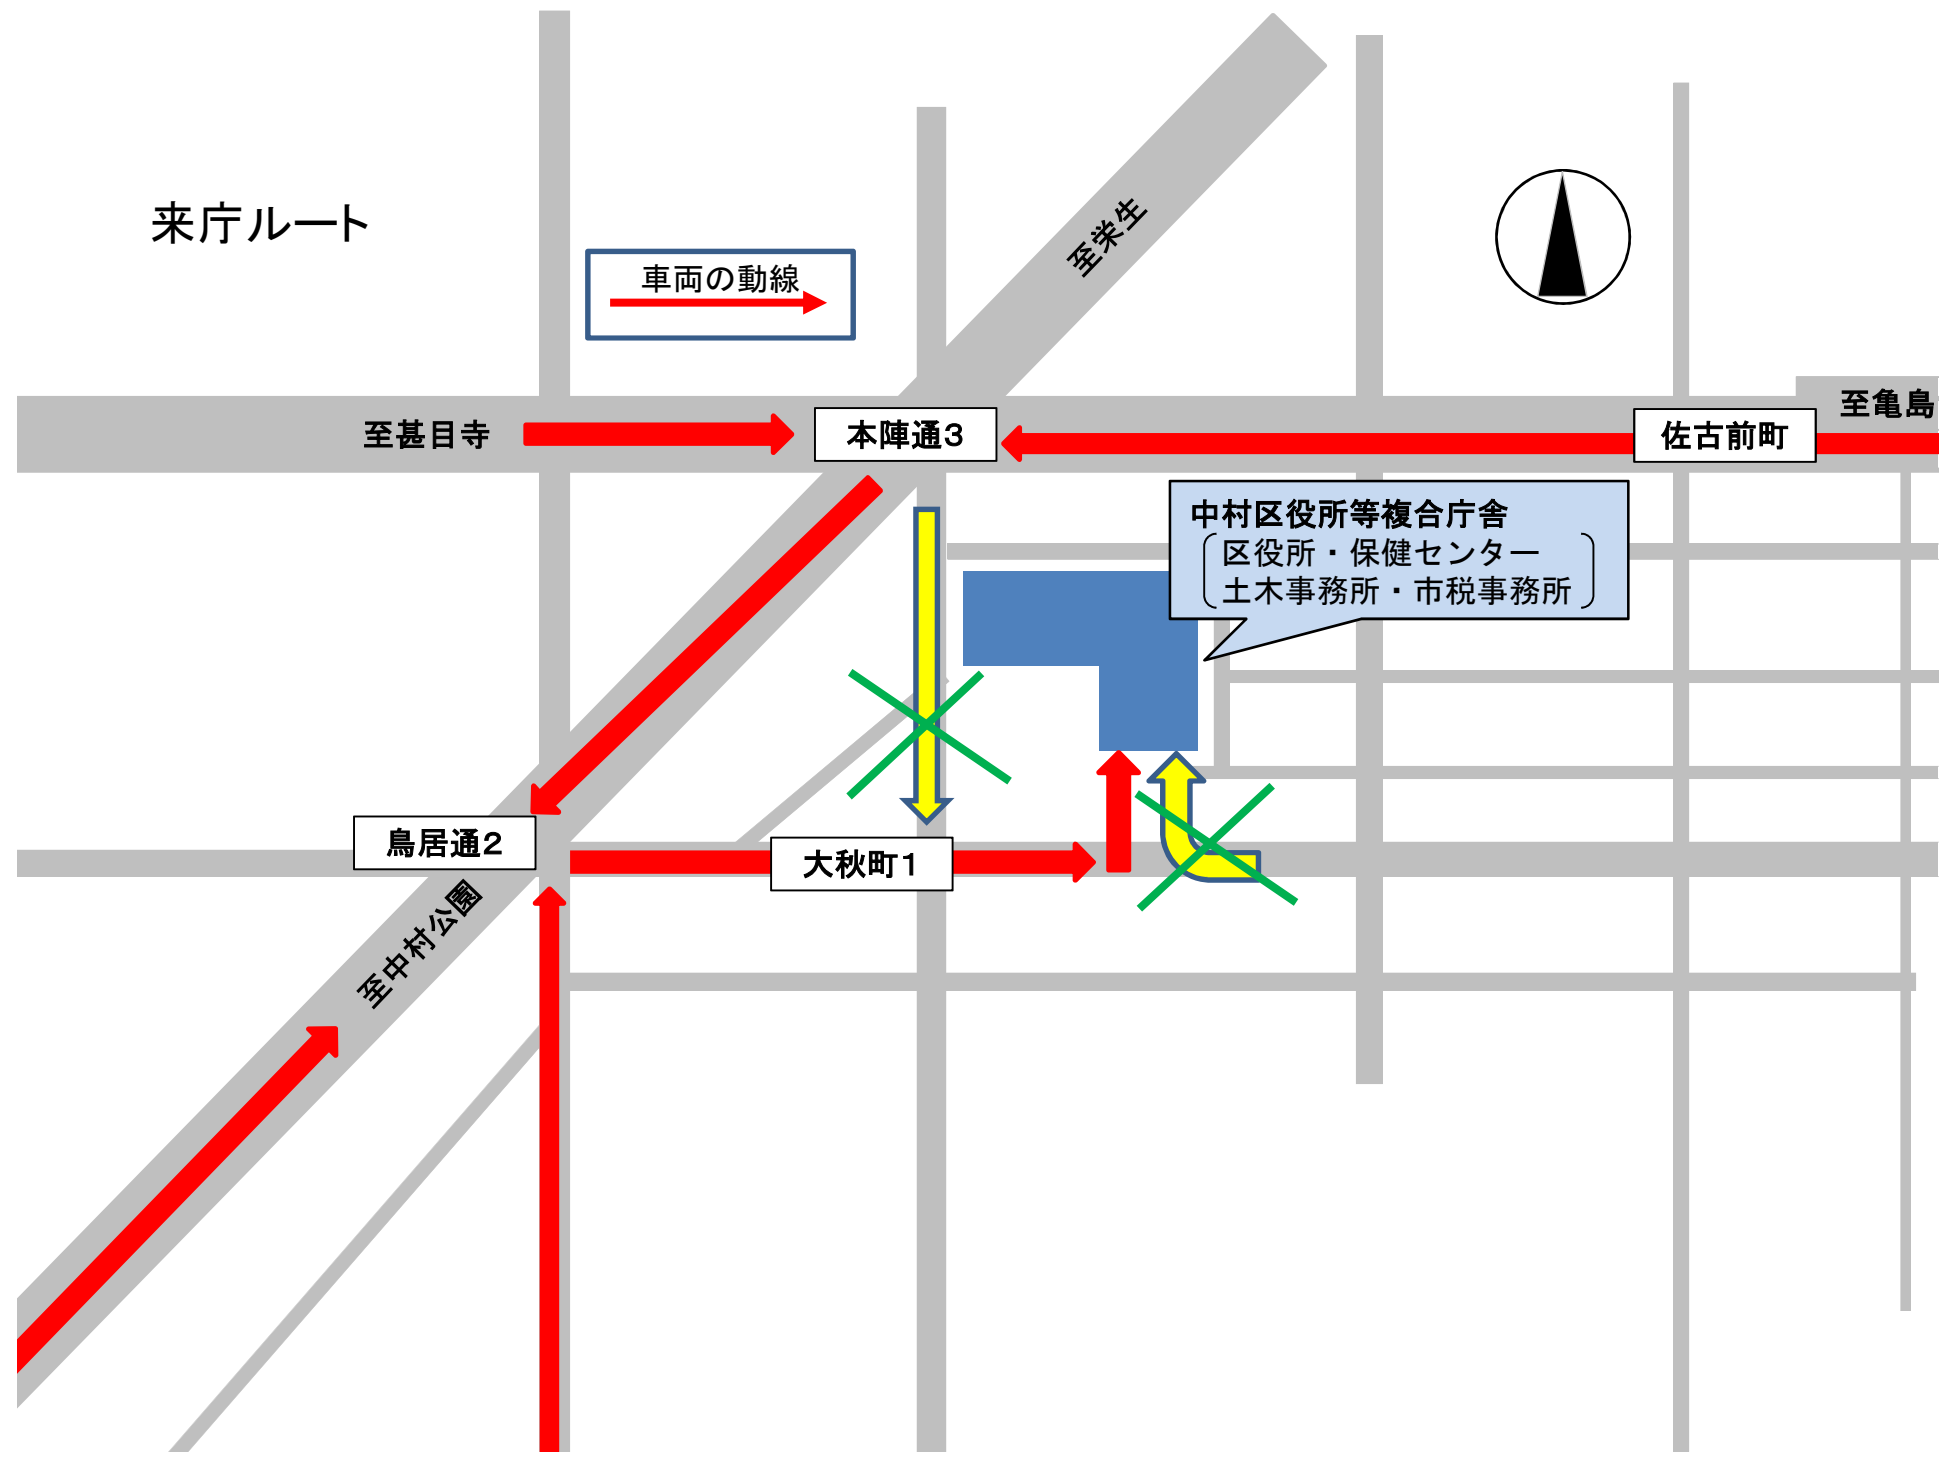 来庁ルート
車両の動線
至栄生
至甚目寺
本陣通3
佐古前町
至亀島
中村区役所等複合庁舎
区役所・保健センター
土木事務所・市税事務所
鳥居通2
大秋町1
至中村公園